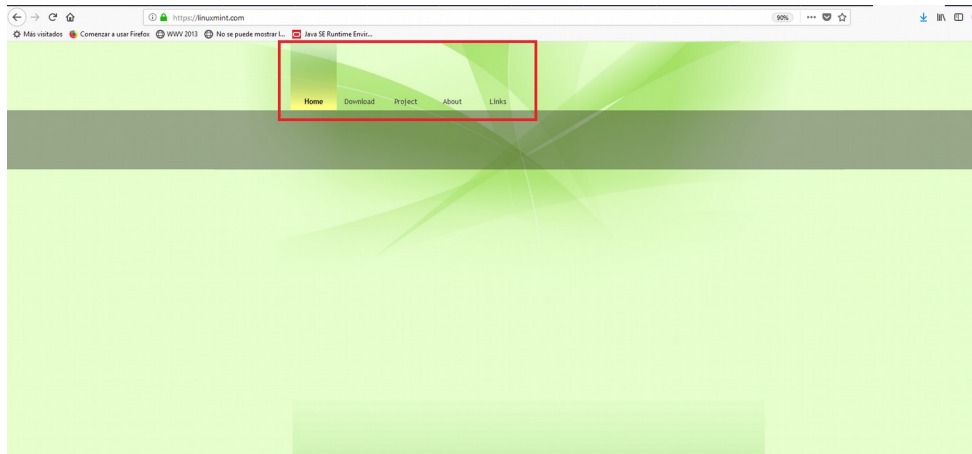 https://linuxmint.com
90%
Más visitados Comenzar a usar Firefox WWV 2013 No se puede mostrar l... Java SE Runtime Envir...
Home Download Project About Links